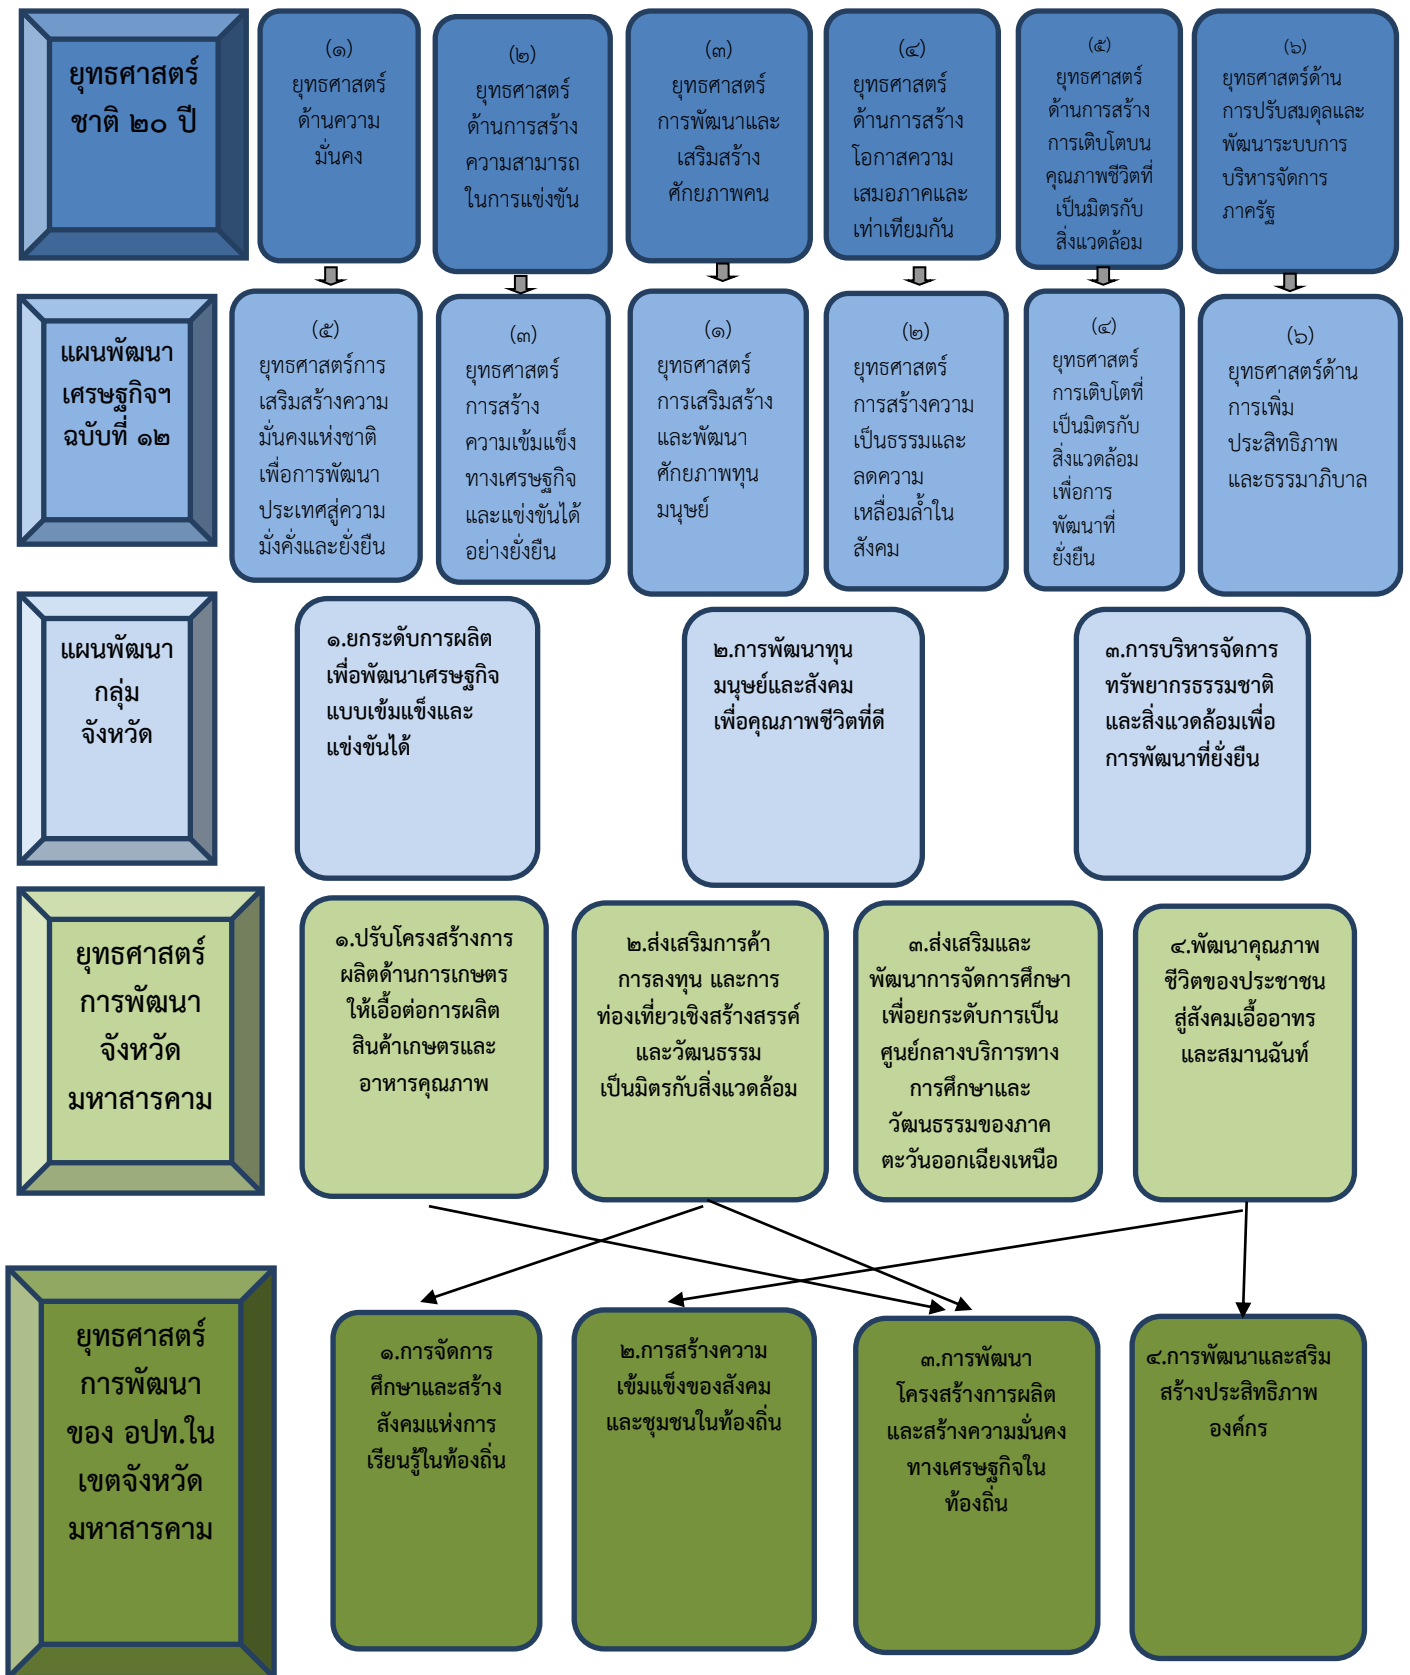 ยุทธศาสตร์
ชาติ ๒๐ ปี
(๑)
ยุทธศาสตร์
ด้านความ
มั่นคง
(๒)
ยุทธศาสตร์
ด้านการสร้าง
ความสามารถ
ในการแข่งขัน
(๓)
ยุทธศาสตร์
การพัฒนาและ
เสริมสร้าง
ศักยภาพคน
(๔)
ยุทธศาสตร์
ด้านการสร้าง
โอกาสความ
เสมอภาคและ
เท่าเทียมกัน
(๕)
ยุทธศาสตร์
ด้านการสร้าง
การเติบโตบน
คุณภาพชีวิตที่
เป็นมิตรกับ
สิ่งแวดล้อม
(๖)
ยุทธศาสตร์ด้าน
การปรับสมดุลและ
พัฒนาระบบการ
บริหารจัดการ
ภาครัฐ
แผนพัฒนา
เศรษฐกิจฯ
ฉบับที่ ๑๒
(๕)
ยุทธศาสตร์การ
เสริมสร้างความ
มั่นคงแห่งชาติ
เพื่อการพัฒนา
ประเทศสู่ความ
มั่งคั่งและยั่งยืน
(๓)
ยุทธศาสตร์
การสร้าง
ความเข้มแข็ง
ทางเศรษฐกิจ
และแข่งขันได้
อย่างยั่งยืน
(๑)
ยุทธศาสตร์
การเสริมสร้าง
และพัฒนา
ศักยภาพทุน
มนุษย์
(๒)
ยุทธศาสตร์
การสร้างความ
เป็นธรรมและ
ลดความ
เหลื่อมล้ำใน
สังคม
(๔)
ยุทธศาสตร์
การเติบโตที่
เป็นมิตรกับ
สิ่งแวดล้อม
เพื่อการ
พัฒนาที่
ยั่งยืน
(๖)
ยุทธศาสตร์ด้าน
การเพิ่ม
ประสิทธิภาพ
และธรรมาภิบาล
แผนพัฒนา
กลุ่ม
จังหวัด
๑.ยกระดับการผลิต
เพื่อพัฒนาเศรษฐกิจ
แบบเข้มแข็งและ
แข่งขันได้
๒.การพัฒนาทุน
มนุษย์และสังคม
เพื่อคุณภาพชีวิตที่ดี
๓.การบริหารจัดการ
ทรัพยากรธรรมชาติ
และสิ่งแวดล้อมเพื่อ
การพัฒนาที่ยั่งยืน
ยุทธศาสตร์
การพัฒนา
จังหวัด
มหาสารคาม
๑.ปรับโครงสร้างการ
ผลิตด้านการเกษตร
ให้เอื้อต่อการผลิต
สินค้าเกษตรและ
อาหารคุณภาพ
๒.ส่งเสริมการค้า
การลงทุน และการ
ท่องเที่ยวเชิงสร้างสรรค์
และวัฒนธรรม
เป็นมิตรกับสิ่งแวดล้อม
๓.ส่งเสริมและ
พัฒนาการจัดการศึกษา
เพื่อยกระดับการเป็น
ศูนย์กลางบริการทาง
การศึกษาและ
วัฒนธรรมของภาค
ตะวันออกเฉียงเหนือ
๔.พัฒนาคุณภาพ
ชีวิตของประชาชน
สู่สังคมเอื้ออาทร
และสมานฉันท์
ยุทธศาสตร์
การพัฒนา
ของ อปท.ใน
เขตจังหวัด
มหาสารคาม
๑.การจัดการ
ศึกษาและสร้าง
สังคมแห่งการ
เรียนรู้ในท้องถิ่น
๒.การสร้างความ
เข้มแข็งของสังคม
และชุมชนในท้องถิ่น
๓.การพัฒนา
โครงสร้างการผลิต
และสร้างความมั่นคง
ทางเศรษฐกิจใน
ท้องถิ่น
๔.การพัฒนาและสริม
สร้างประสิทธิภาพ
องค์กร